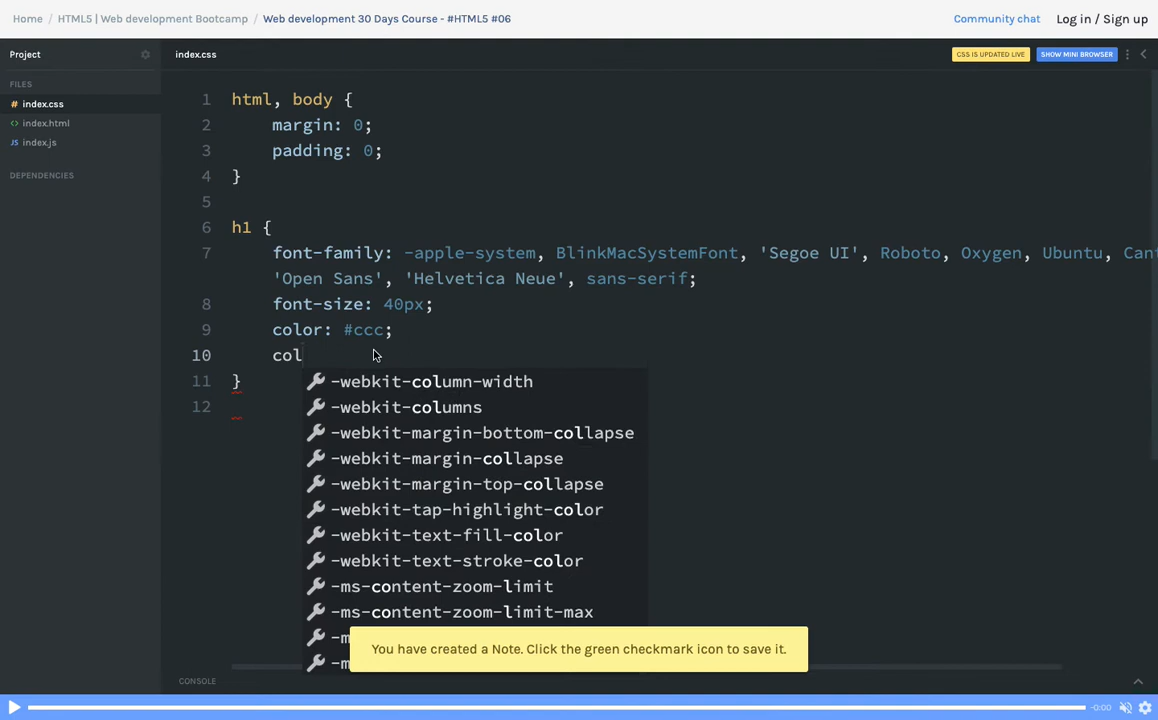 Home / HTML5 | Web development Bootcamp / Web development 30 Days Course - #HTML5 #06
Community chat
Log in / Sign up
Project
index.css
CSS IS UPDATED LIVE
SHOW MINI BROWSER
FILES
# index.css
<> index.html
JS index.js
DEPENDENCIES
1 html, body {
2 margin: 0;
3 padding: 0;
4 }
5
6 h1 {
7 font-family: -apple-system, BlinkMacSystemFont, 'Segoe UI', Roboto, Oxygen, Ubuntu, Cant
'Open Sans', 'Helvetica Neue', sans-serif;
8 font-size: 40px;
9 color: #ccc;
10 col
11 }
12
-webkit-column-width
-webkit-columns
-webkit-margin-bottom-collapse
-webkit-margin-collapse
-webkit-margin-top-collapse
-webkit-tap-highlight-color
-webkit-text-fill-color
-webkit-text-stroke-color
-ms-content-zoom-limit
-ms-content-zoom-limit-max
-m
-m
You have created a Note. Click the green checkmark icon to save it.
CONSOLE
-0:00